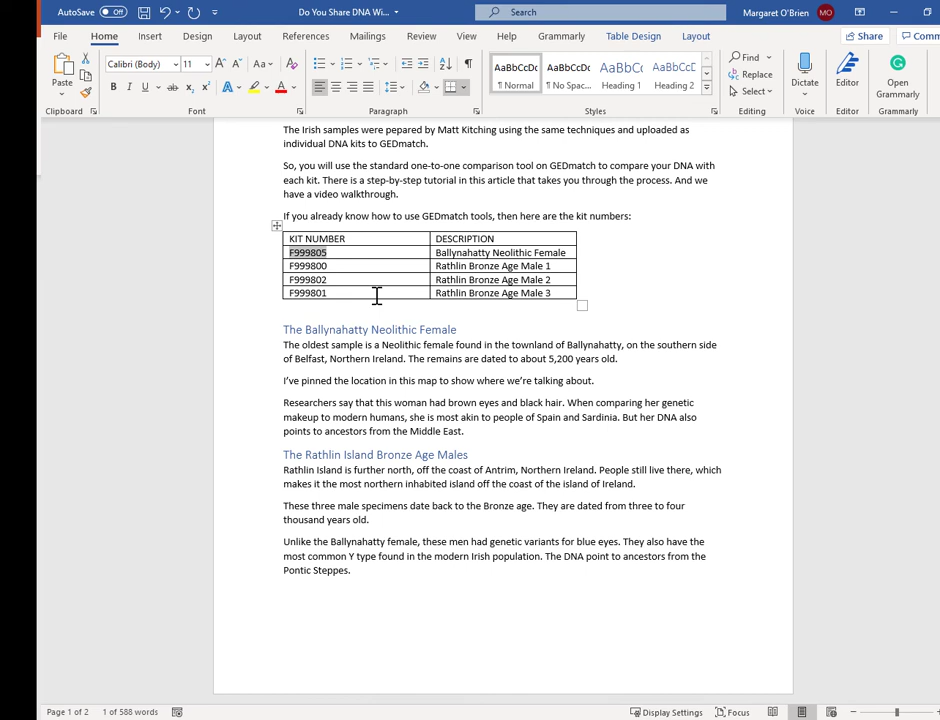 AutoSave Off Do You Share DNA Wi... Search Margaret O'Brien MO
File Home Insert Draw Design Layout References Mailings Review View Help Grammarly Table Design Layout Share Comm
Paste Calibri (Body) 11 Aa AaBbCcDc AaBbCcDc AaBbCc AaBbCcC Find Replace Select Dictate Editor Open Grammarly
¶ Normal ¶ No Spac... Heading 1 Heading 2
Clipboard Font Paragraph Styles Editing Voice Editor Grammarly
The Irish samples were pepared by Matt Kitching using the same techniques and uploaded as
individual DNA kits to GEDmatch.
So, you will use the standard one-to-one comparison tool on GEDmatch to compare your DNA with
each kit. There is a step-by-step tutorial in this article that takes you through the process. And we
have a video walkthrough.
If you already know how to use GEDmatch tools, then here are the kit numbers:
KIT NUMBER DESCRIPTION
F999805 Ballynahatty Neolithic Female
F999800 Rathlin Bronze Age Male 1
F999802 Rathlin Bronze Age Male 2
F999801 Rathlin Bronze Age Male 3
The Ballynahatty Neolithic Female
The oldest sample is a Neolithic female found in the townland of Ballynahatty, on the southern side
of Belfast, Northern Ireland. The remains are dated to about 5,200 years old.
I've pinned the location in this map to show where we're talking about.
Researchers say that this woman had brown eyes and black hair. When comparing her genetic
makeup to modern humans, she is most akin to people of Spain and Sardinia. But her DNA also
points to ancestors from the Middle East.
The Rathlin Island Bronze Age Males
Rathlin Island is further north, off the coast of Antrim, Northern Ireland. People still live there, which
makes it the most northern inhabited island off the coast of the island of Ireland.
These three male specimens date back to the Bronze age. They are dated from three to four
thousand years old.
Unlike the Ballynahatty female, these men had genetic variants for blue eyes. They also have the
most common Y type found in the modern Irish population. The DNA point to ancestors from the
Pontic Steppes.
Page 1 of 2 1 of 588 words Display Settings Focus